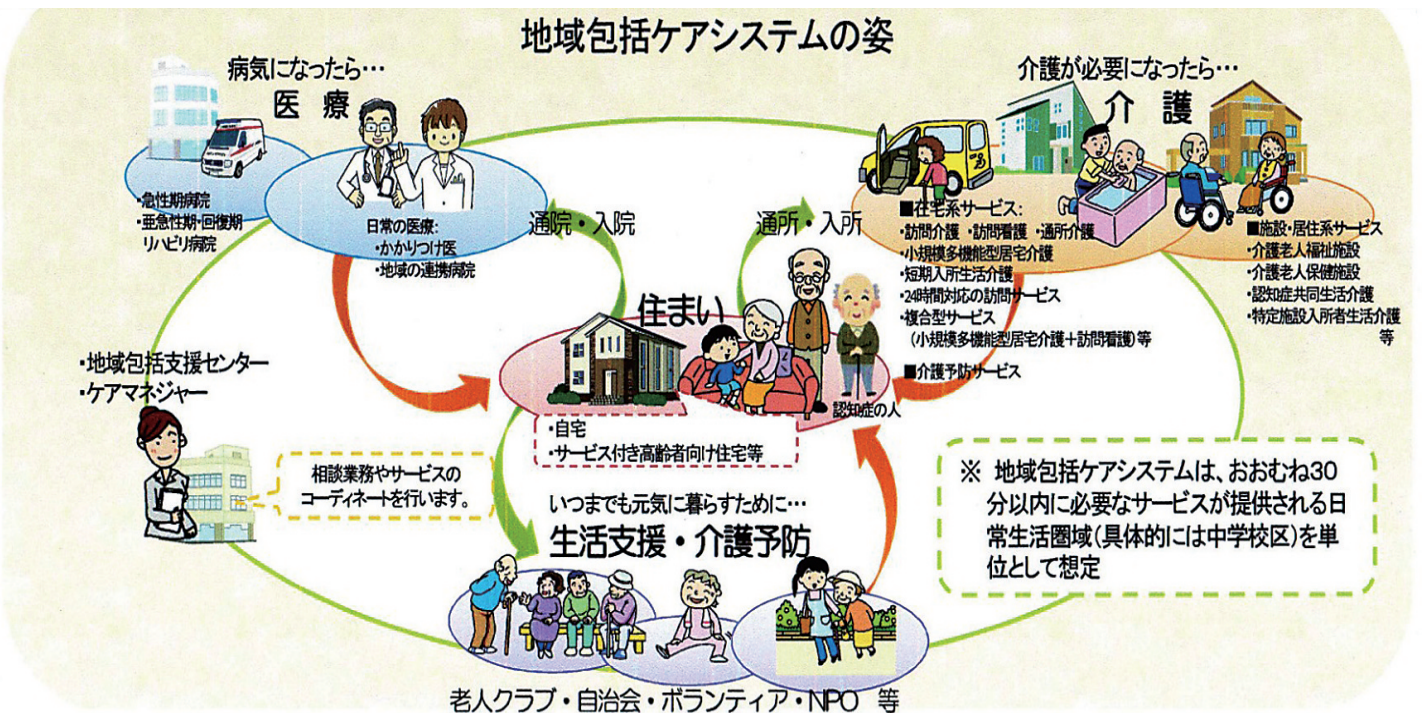 地域包括ケアシステムの姿
病気になったら…
医 療
・急性期病院
・亜急性期・回復期
リハビリ病院
日常の医療:
・かかりつけ医
・地域の連携病院
通院・入院
通所・入所
介護が必要になったら…
介 護
■在宅系サービス:
・訪問介護 ・訪問看護 ・通所介護
・小規模多機能型居宅介護
・短期入所生活介護
・24時間対応の訪問サービス
・複合型サービス
（小規模多機能型居宅介護＋訪問看護）等
■介護予防サービス
■施設・居住系サービス
・介護老人福祉施設
・介護老人保健施設
・認知症共同生活介護
・特定施設入所者生活介護
等
住まい
認知症の人
・自宅
・サービス付き高齢者向け住宅等
・地域包括支援センター
・ケアマネジャー
相談業務やサービスの
コーディネートを行います。
いつまでも元気に暮らすために…
生活支援・介護予防
※ 地域包括ケアシステムは、おおむね30
分以内に必要なサービスが提供される日
常生活圏域（具体的には中学校区）を単
位として想定
老人クラブ・自治会・ボランティア・NPO 等